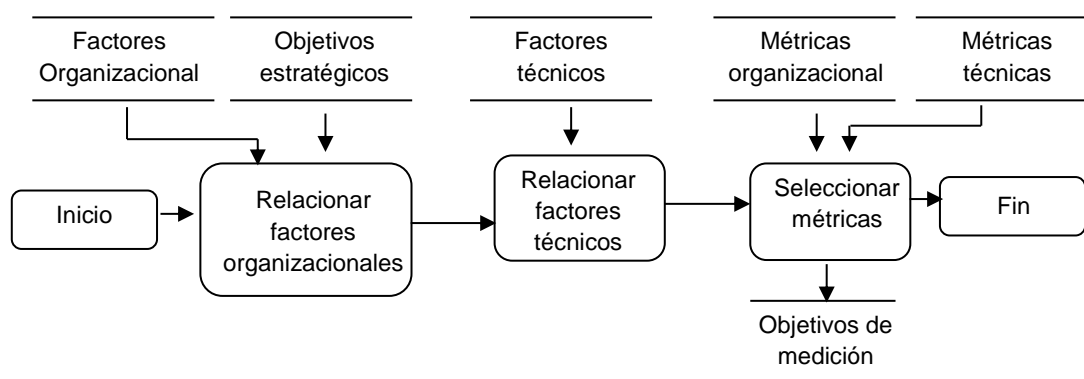 Factores
Organizacional
Objetivos
estratégicos
Factores
técnicos
Métricas
organizacional
Métricas
técnicas
Inicio
Relacionar
factores
organizacionales
Relacionar
factores
técnicos
Seleccionar
métricas
Fin
Objetivos de
medición